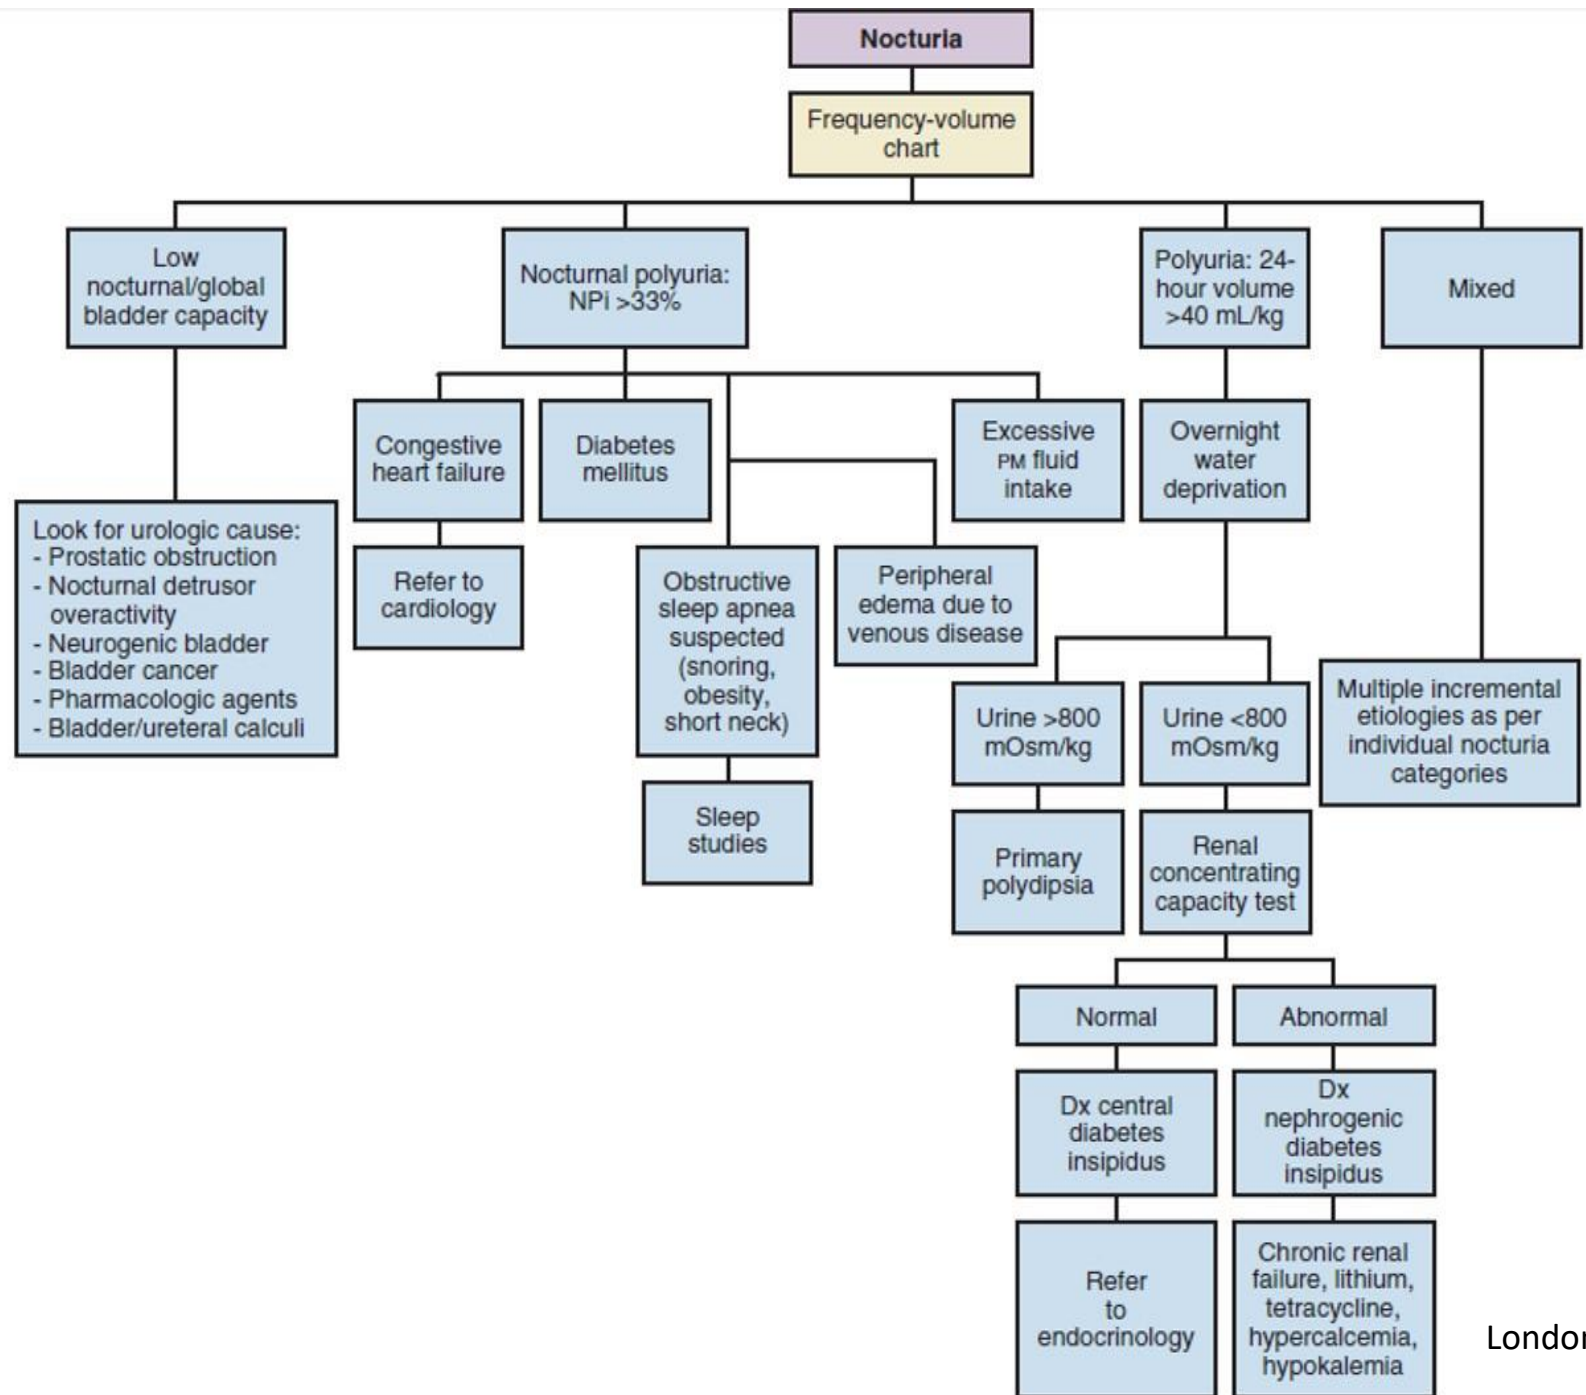 Nocturia
Frequency-volume
chart
Low
nocturnal/global
bladder capacity
Nocturnal polyuria:
NPi >33%
Polyuria: 24-
hour volume
>40 mL/kg
Mixed
Congestive
heart failure
Diabetes
mellitus
Excessive
PM fluid
intake
Overnight
water
deprivation
Look for urologic cause:
- Prostatic obstruction
- Nocturnal detrusor
overactivity
- Neurogenic bladder
- Bladder cancer
- Pharmacologic agents
- Bladder/ureteral calculi
Refer to
cardiology
Obstructive
sleep apnea
suspected
(snoring,
obesity,
short neck)
Peripheral
edema due to
venous disease
Sleep
studies
Urine >800
mOsm/kg
Urine <800
mOsm/kg
Multiple incremental
etiologies as per
individual nocturia
categories
Primary
polydipsia
Renal
concentrating
capacity test
Normal
Abnormal
Dx central
diabetes
insipidus
Dx
nephrogenic
diabetes
insipidus
Refer
to
endocrinology
Chronic renal
failure, lithium,
tetracycline,
hypercalcemia,
hypokalemia